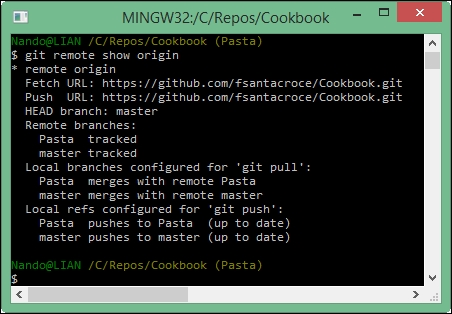 MINGW32:/C/Repos/Cookbook
Nando@LIAN /C/Repos/Cookbook (Pasta)
$ git remote show origin
* remote origin
  Fetch URL: https://github.com/fsantacroce/Cookbook.git
  Push  URL: https://github.com/fsantacroce/Cookbook.git
  HEAD branch: master
  Remote branches:
    Pasta  tracked
    master tracked
  Local branches configured for 'git pull':
    Pasta  merges with remote Pasta
    master merges with remote master
  Local refs configured for 'git push':
    Pasta  pushes to Pasta  (up to date)
    master pushes to master (up to date)
Nando@LIAN /C/Repos/Cookbook (Pasta)
$